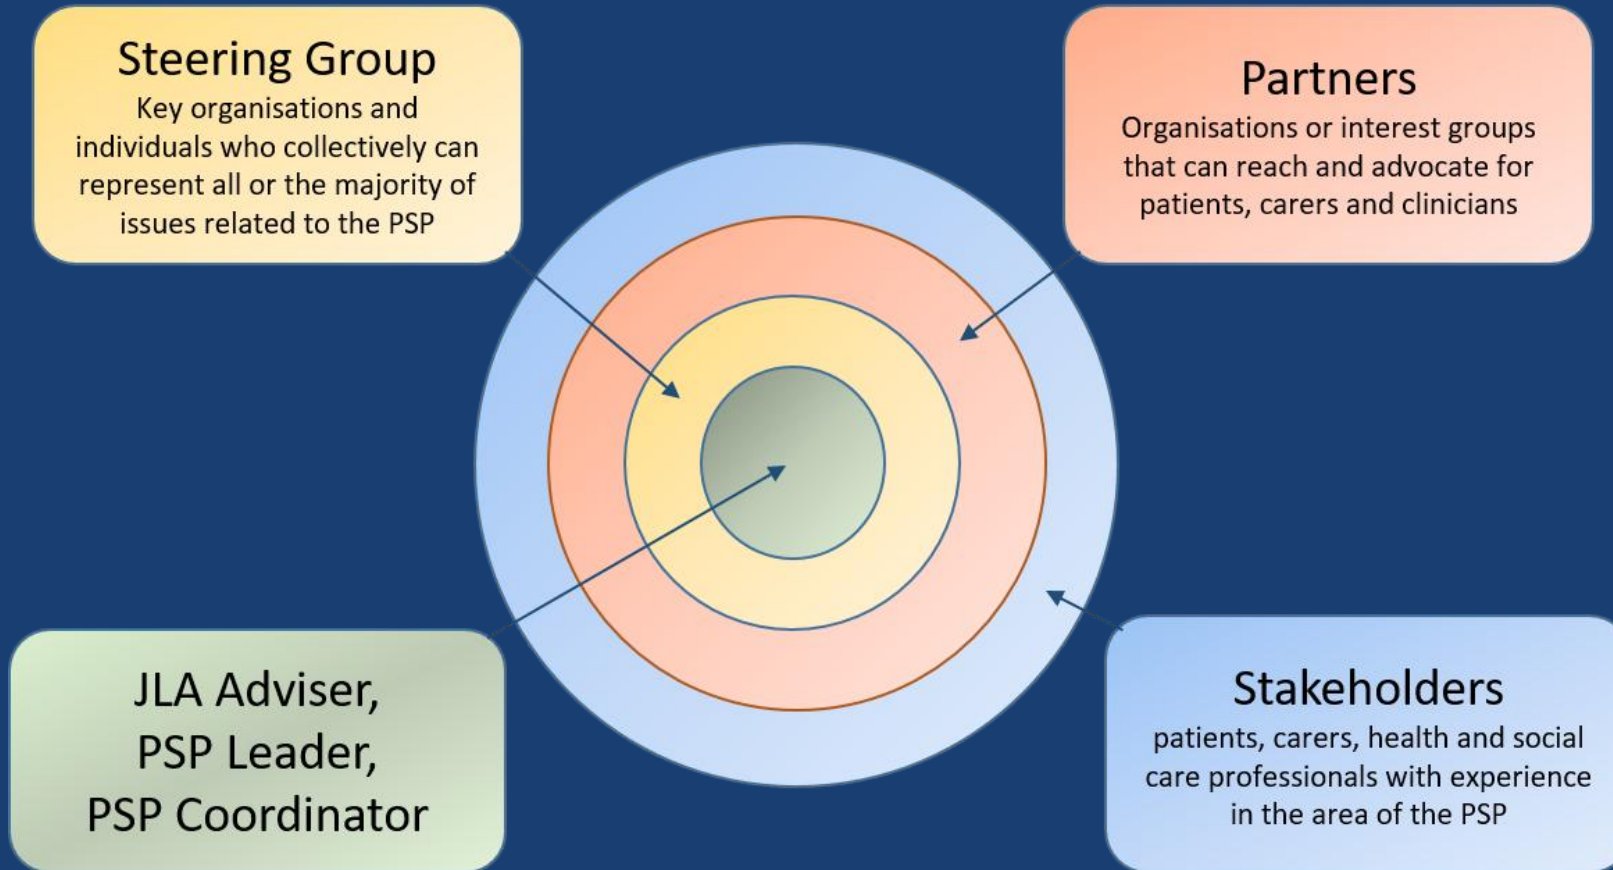 Steering Group
Key organisations and
individuals who collectively can
represent all or the majority of
issues related to the PSP
Partners
Organisations or interest groups
that can reach and advocate for
patients, carers and clinicians
JLA Adviser,
PSP Leader,
PSP Coordinator
Stakeholders
patients, carers, health and social
care professionals with experience
in the area of the PSP